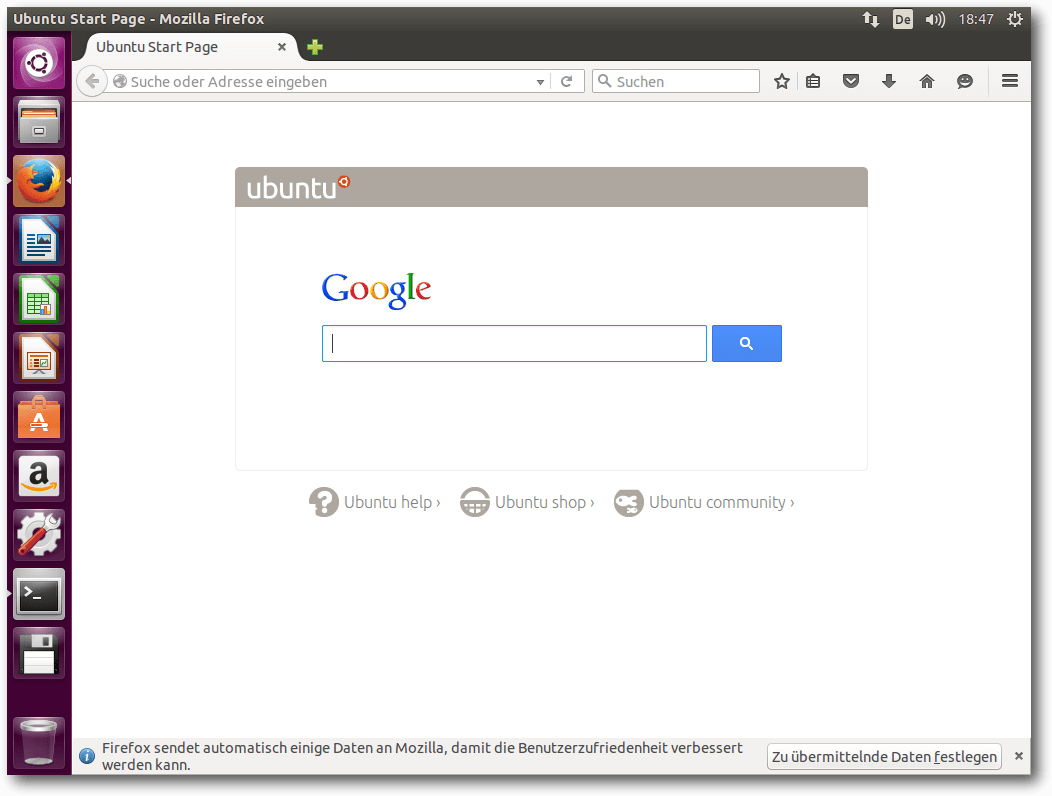 Ubuntu Start Page - Mozilla Firefox
De
18:47
Ubuntu Start Page
Suche oder Adresse eingeben
Suchen
ubuntu
Google
Ubuntu help ›
Ubuntu shop ›
Ubuntu community ›
Firefox sendet automatisch einige Daten an Mozilla, damit die Benutzerzufriedenheit verbessert
werden kann.
Zu übermittelnde Daten festlegen